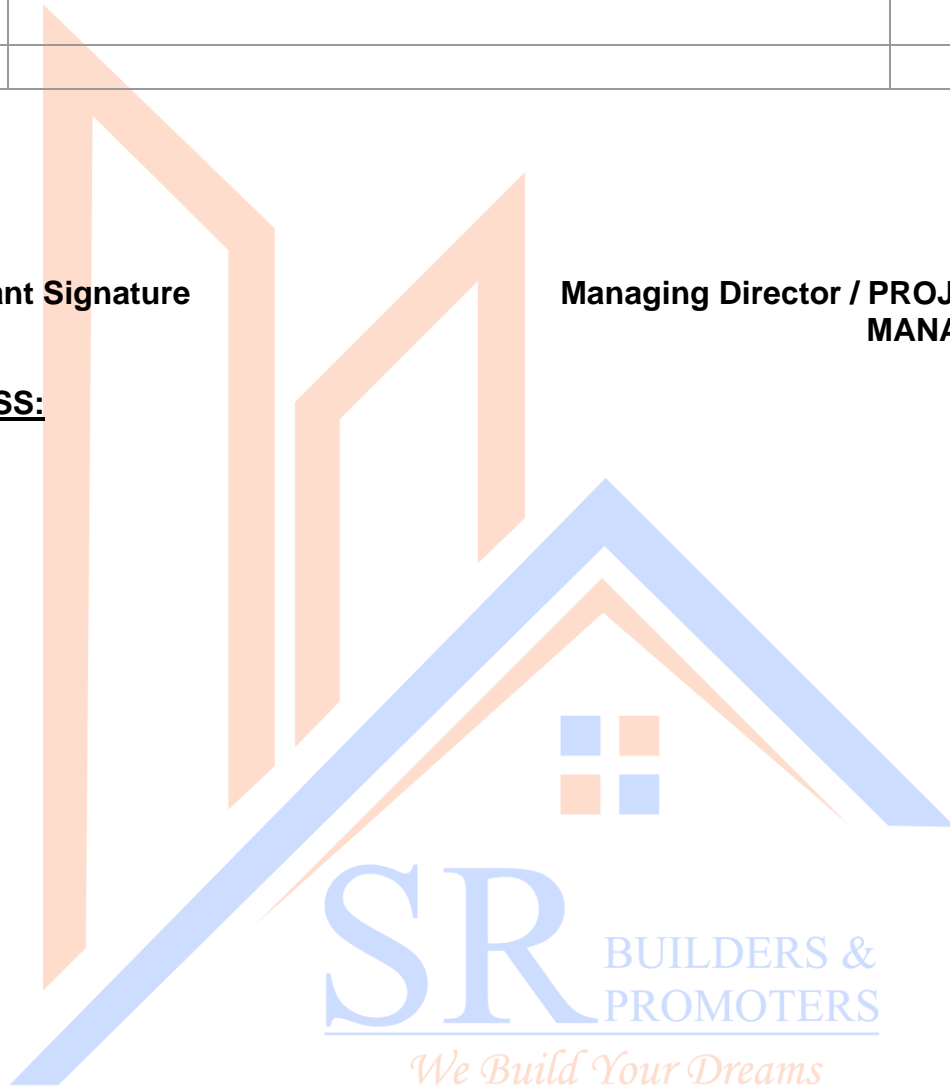 ant Signature Managing Director / PROJ
MANA
SS:
SR
BUILDERS &
PROMOTERS
We Build Your Dreams